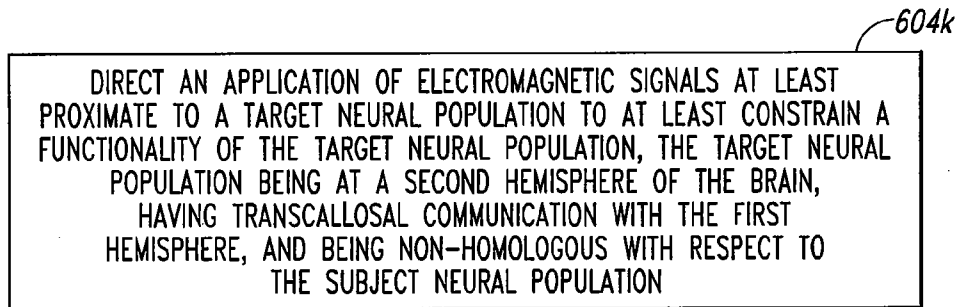 604k
DIRECT AN APPLICATION OF ELECTROMAGNETIC SIGNALS AT LEAST
PROXIMATE TO A TARGET NEURAL POPULATION TO AT LEAST CONSTRAIN A
FUNCTIONALITY OF THE TARGET NEURAL POPULATION, THE TARGET NEURAL
POPULATION BEING AT A SECOND HEMISPHERE OF THE BRAIN,
HAVING TRANSCALLOSAL COMMUNICATION WITH THE FIRST
HEMISPHERE, AND BEING NON-HOMOLOGOUS WITH RESPECT TO
THE SUBJECT NEURAL POPULATION